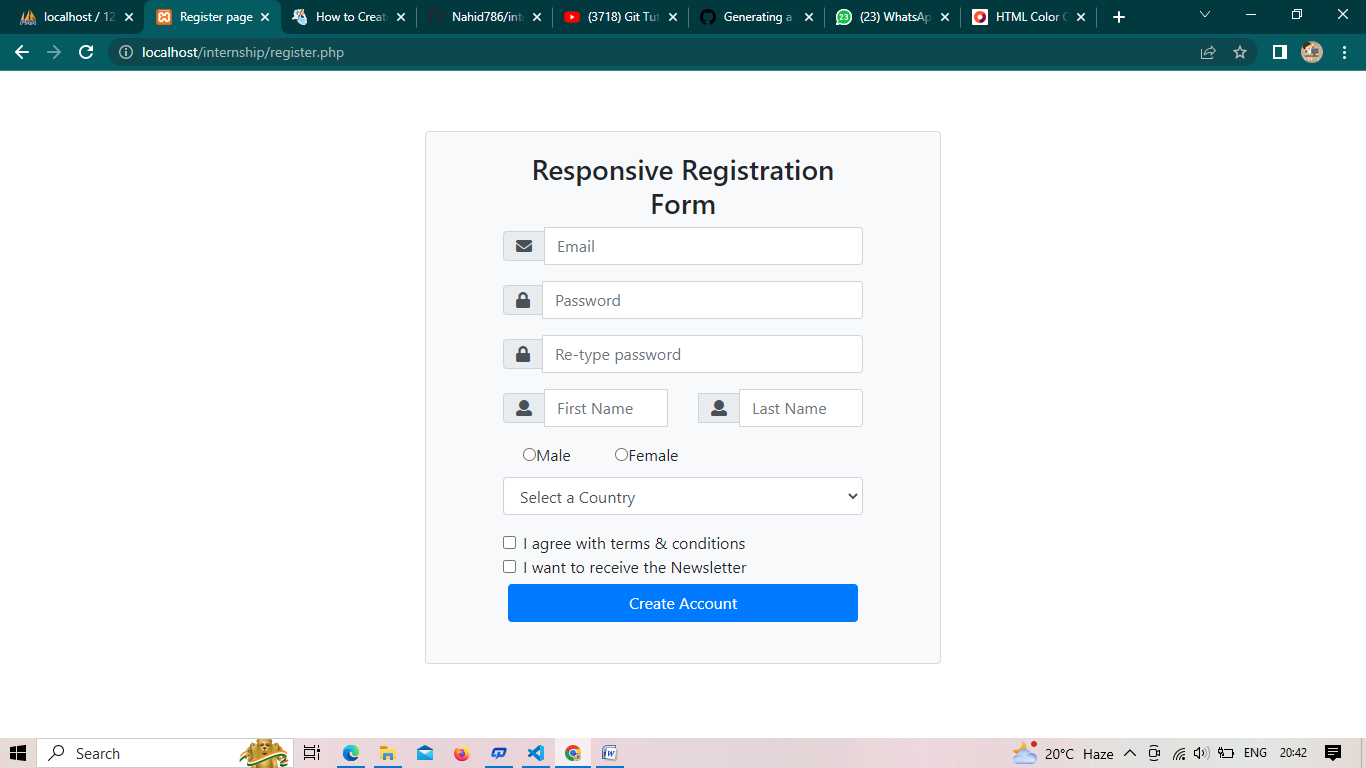 localhost / 12
Register page
How to Creat
Nahid786/int
(3718) Git Tut
Generating a
23
(23) WhatsAp
HTML Color C
localhost/internship/register.php
Responsive Registration
Form
Email
Password
Re-type password
First Name
Last Name
Male
Female
Select a Country
I agree with terms & conditions
I want to receive the Newsletter
Create Account
Search
20°C Haze
ENG
20:42